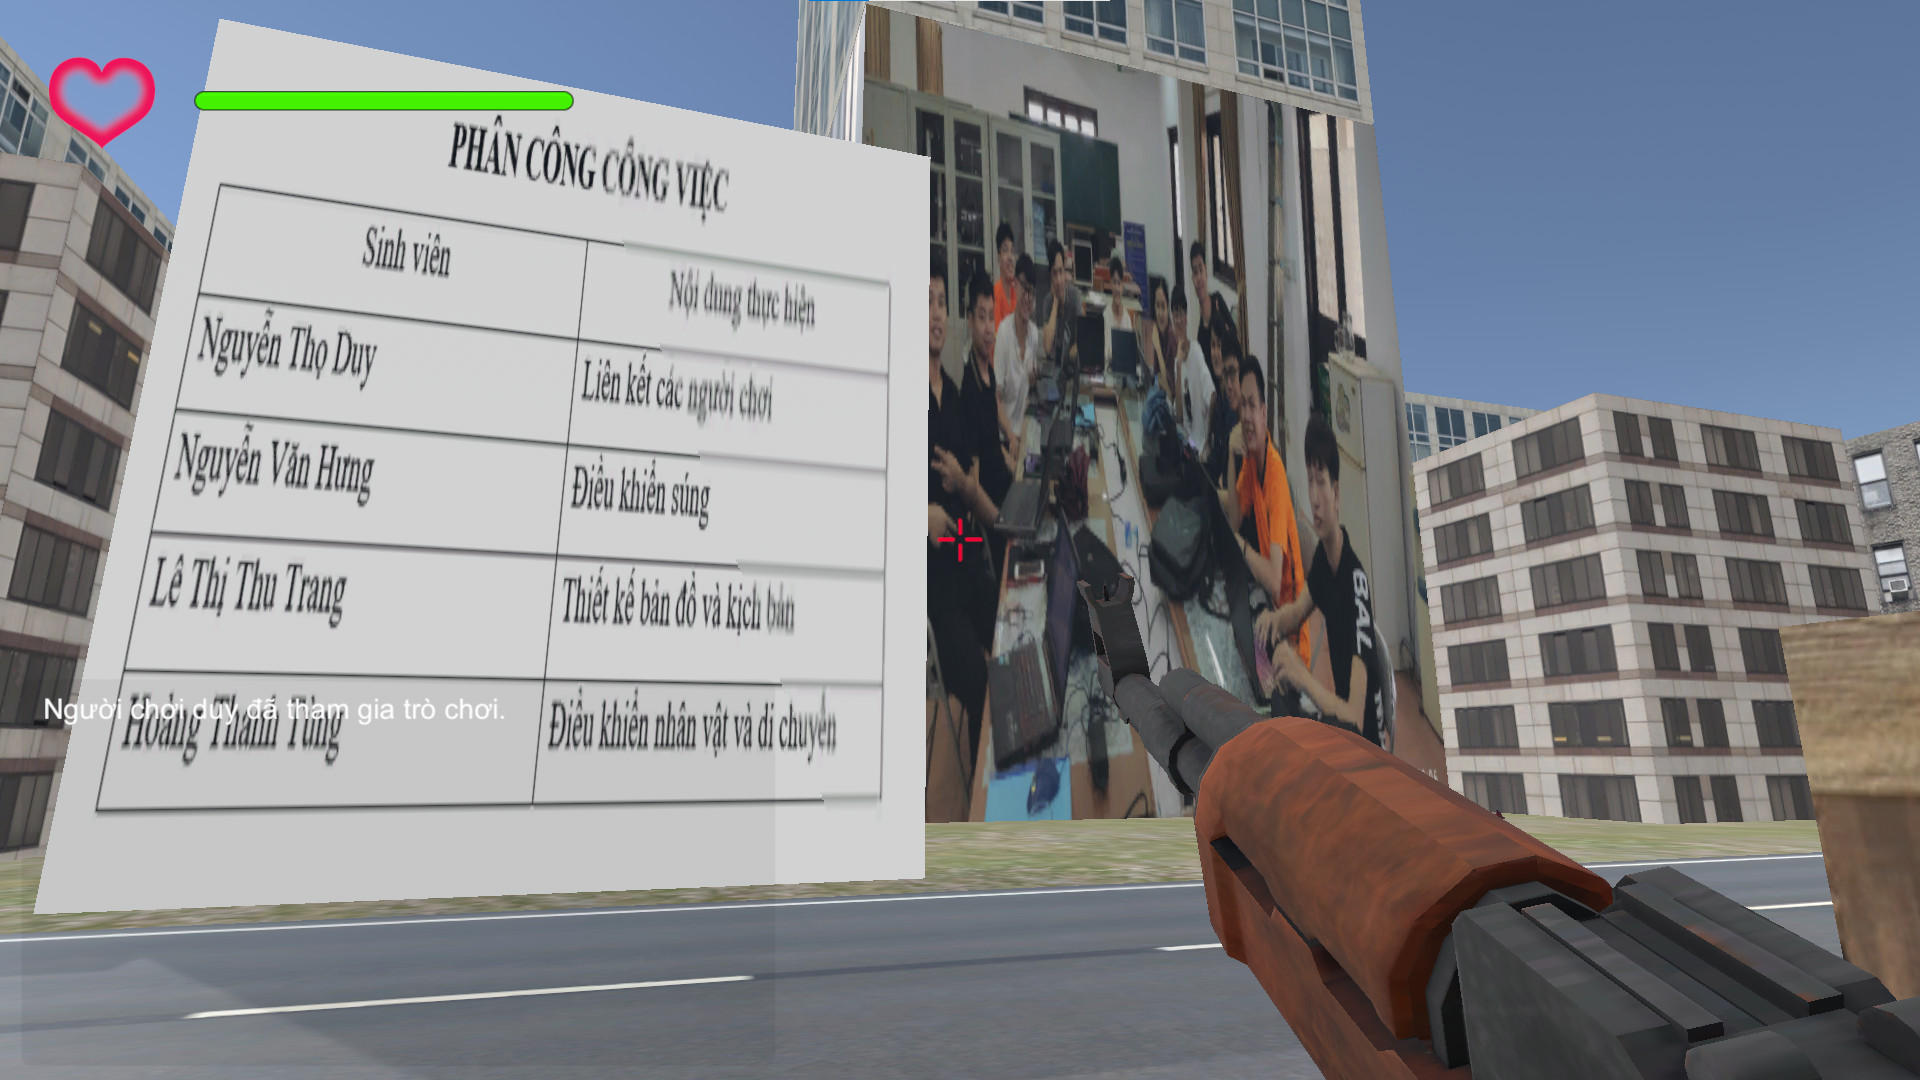 PHÂN CÔNG CÔNG VIỆC
Sinh viên
Nội dung thực hiện
Nguyễn Thọ Duy
Liên kết các người chơi
Nguyễn Văn Hưng
Điều khiển súng
Lê Thị Thu Trang
Thiết kế bản đồ và kịch bản
Người chơi duy đã tham gia trò chơi.
Hoàng Thanh Tùng
Điều khiển nhân vật và di chuyển
BAL